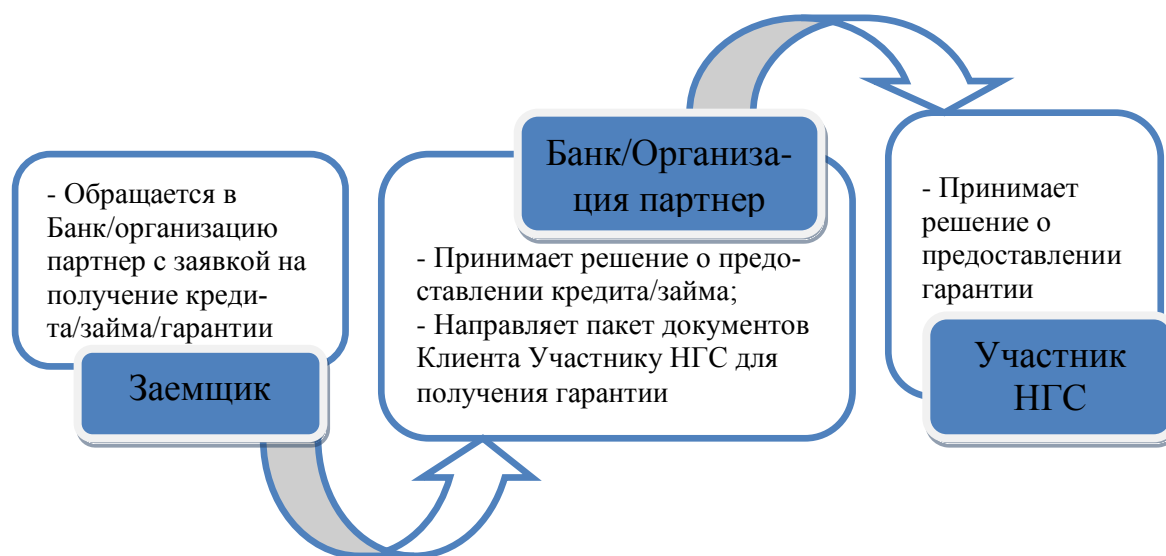 - Обращается в
Банк/организацию
партнер с заявкой на
получение креди-
та/займа/гарантии
Заемщик
Банк/Организа-
ция партнер
- Принимает решение о предо-
ставлении кредита/займа;
- Направляет пакет документов
Клиента Участнику НГС для
получения гарантии
- Принимает
решение о
предоставлении
гарантии
Участник
НГС